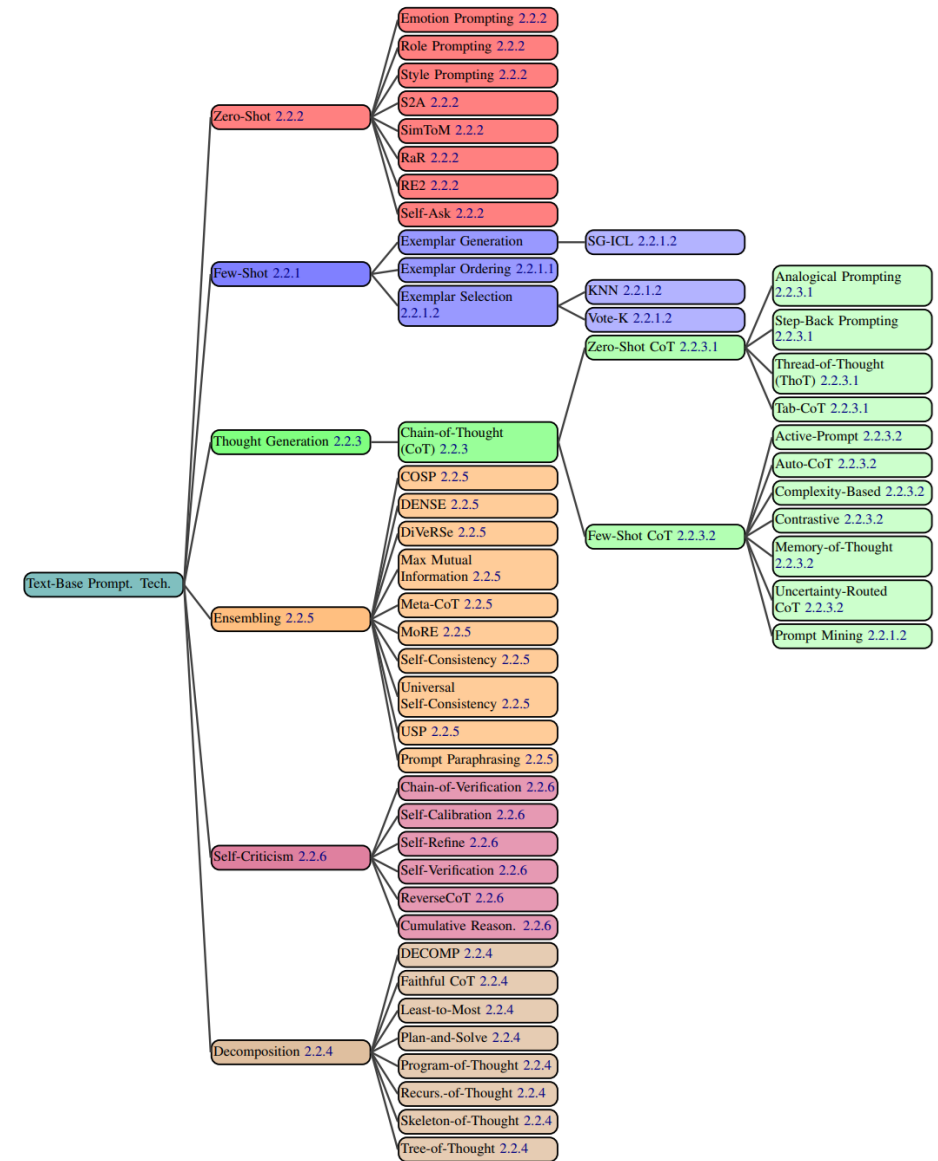 Text-Base Prompt. Tech.
Zero-Shot 2.2.2
Emotion Prompting 2.2.2
Role Prompting 2.2.2
Style Prompting 2.2.2
S2A 2.2.2
SimToM 2.2.2
RaR 2.2.2
RE2 2.2.2
Self-Ask 2.2.2
Few-Shot 2.2.1
Exemplar Generation
SG-ICL 2.2.1.2
Exemplar Ordering 2.2.1.1
Exemplar Selection
2.2.1.2
KNN 2.2.1.2
Vote-K 2.2.1.2
Thought Generation 2.2.3
Chain-of-Thought
(CoT) 2.2.3
Zero-Shot CoT 2.2.3.1
Analogical Prompting
2.2.3.1
Step-Back Prompting
2.2.3.1
Thread-of-Thought
(ThoT) 2.2.3.1
Tab-CoT 2.2.3.1
Few-Shot CoT 2.2.3.2
Active-Prompt 2.2.3.2
Auto-CoT 2.2.3.2
Complexity-Based 2.2.3.2
Contrastive 2.2.3.2
Memory-of-Thought
2.2.3.2
Uncertainty-Routed
CoT 2.2.3.2
Prompt Mining 2.2.1.2
Ensembling 2.2.5
COSP 2.2.5
DENSE 2.2.5
DiVeRSe 2.2.5
Max Mutual
Information 2.2.5
Meta-CoT 2.2.5
MoRE 2.2.5
Self-Consistency 2.2.5
Universal
Self-Consistency 2.2.5
USP 2.2.5
Prompt Paraphrasing 2.2.5
Self-Criticism 2.2.6
Chain-of-Verification 2.2.6
Self-Calibration 2.2.6
Self-Refine 2.2.6
Self-Verification 2.2.6
ReverseCoT 2.2.6
Cumulative Reason. 2.2.6
Decomposition 2.2.4
DECOMP 2.2.4
Faithful CoT 2.2.4
Least-to-Most 2.2.4
Plan-and-Solve 2.2.4
Program-of-Thought 2.2.4
Recurs.-of-Thought 2.2.4
Skeleton-of-Thought 2.2.4
Tree-of-Thought 2.2.4